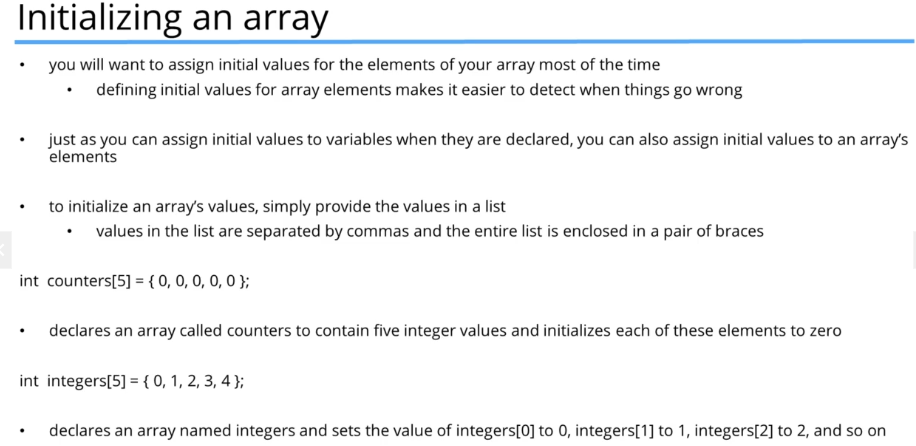 Initializing an array
• you will want to assign initial values for the elements of your array most of the time
• defining initial values for array elements makes it easier to detect when things go wrong
• just as you can assign initial values to variables when they are declared, you can also assign initial values to an array's
elements
• to initialize an array's values, simply provide the values in a list
• values in the list are separated by commas and the entire list is enclosed in a pair of braces
int counters[5] = { 0, 0, 0, 0, 0 };
• declares an array called counters to contain five integer values and initializes each of these elements to zero
int integers[5] = { 0, 1, 2, 3, 4 };
• declares an array named integers and sets the value of integers[0] to 0, integers[1] to 1, integers[2] to 2, and so on